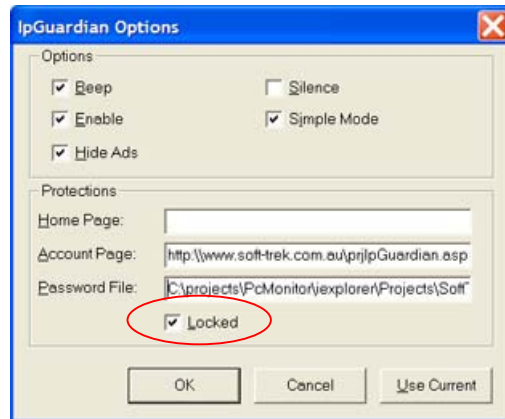 IpGuardian Options
Options
Beep
Silence
Enable
Simple Mode
Hide Ads
Protections
Home Page:
Account Page: http:\\www.soft-trek.com.au\prjIpGuardian.asp
Password File: C:\projects\PcMonitor\iexplorer\Projects\Soft
Locked
OK Cancel Use Current